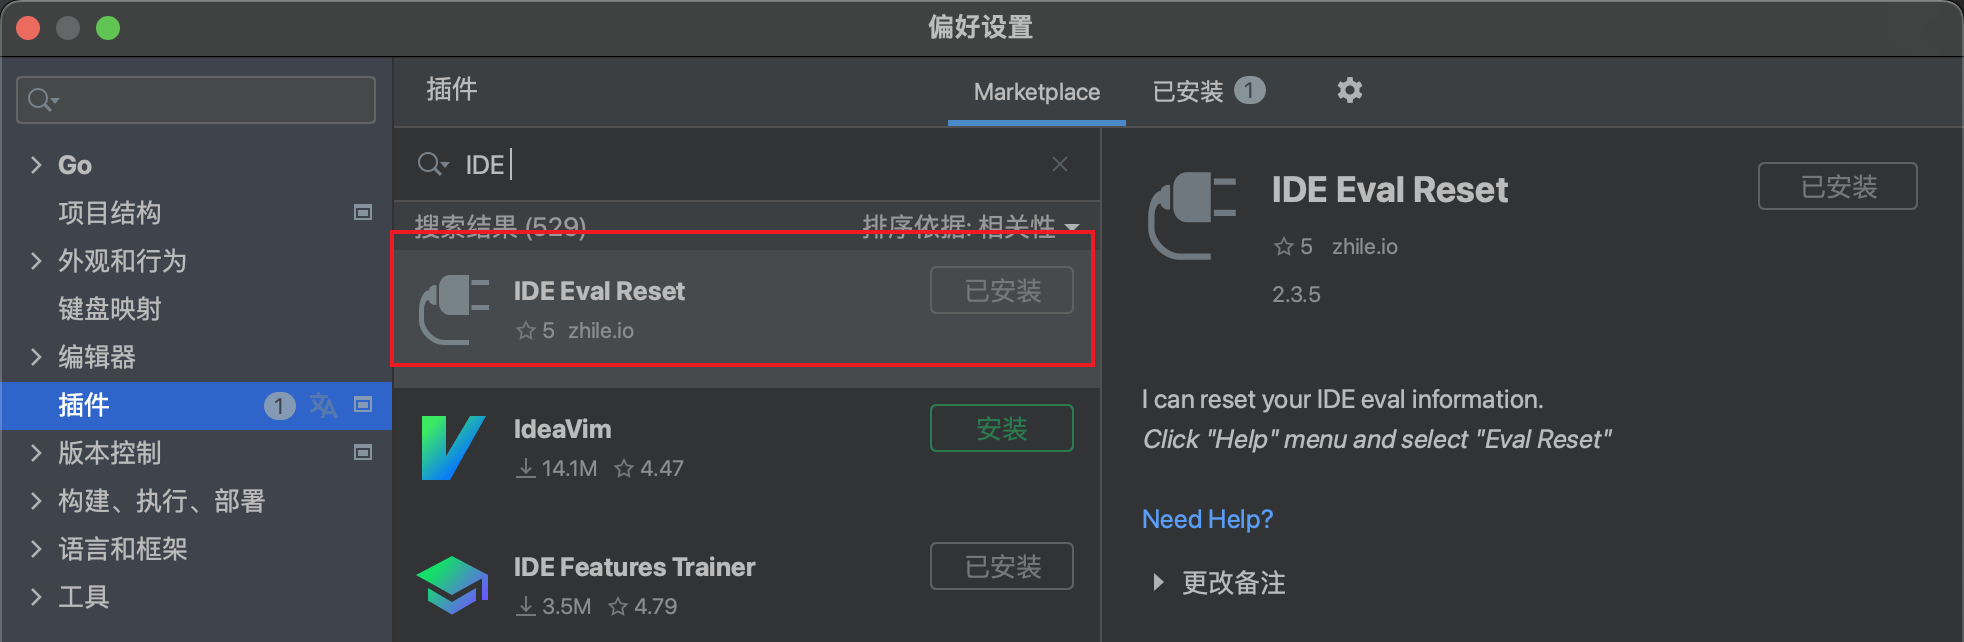 偏好设置
插件
Marketplace
已安装 1
IDE
Go
项目结构
外观和行为
键盘映射
编辑器
插件 1
版本控制
构建、执行、部署
语言和框架
工具
搜索结果 (529)
排序依据: 相关性
IDE Eval Reset
已安装
5 zhile.io
IdeaVim
安装
14.1M 4.47
IDE Features Trainer
已安装
3.5M 4.79
IDE Eval Reset
已安装
5 zhile.io
2.3.5
I can reset your IDE eval information.
Click "Help" menu and select "Eval Reset"
Need Help?
更改备注